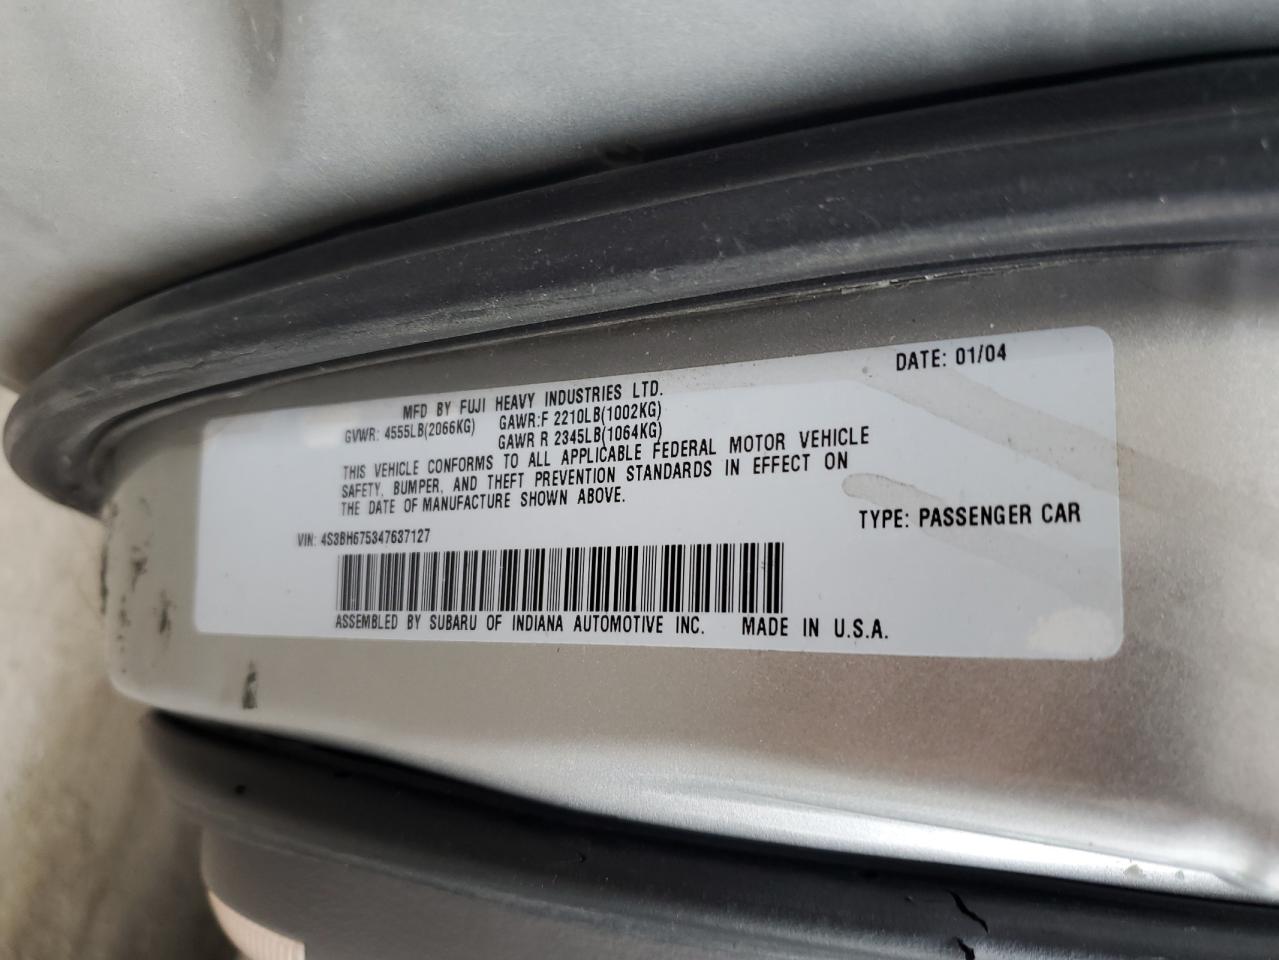 DATE: 01/04
MFD BY FUJI HEAVY INDUSTRIES LTD.
GVWR: 4555LB(2066KG) GAWR:F 2210LB(1002KG)
GAWR R 2345LB(1064KG)
THIS VEHICLE CONFORMS TO ALL APPLICABLE FEDERAL MOTOR VEHICLE
SAFETY, BUMPER, AND THEFT PREVENTION STANDARDS IN EFFECT ON
THE DATE OF MANUFACTURE SHOWN ABOVE.
VIN: 4S3BH675347637127
TYPE: PASSENGER CAR
ASSEMBLED BY SUBARU OF INDIANA AUTOMOTIVE INC. MADE IN U.S.A.